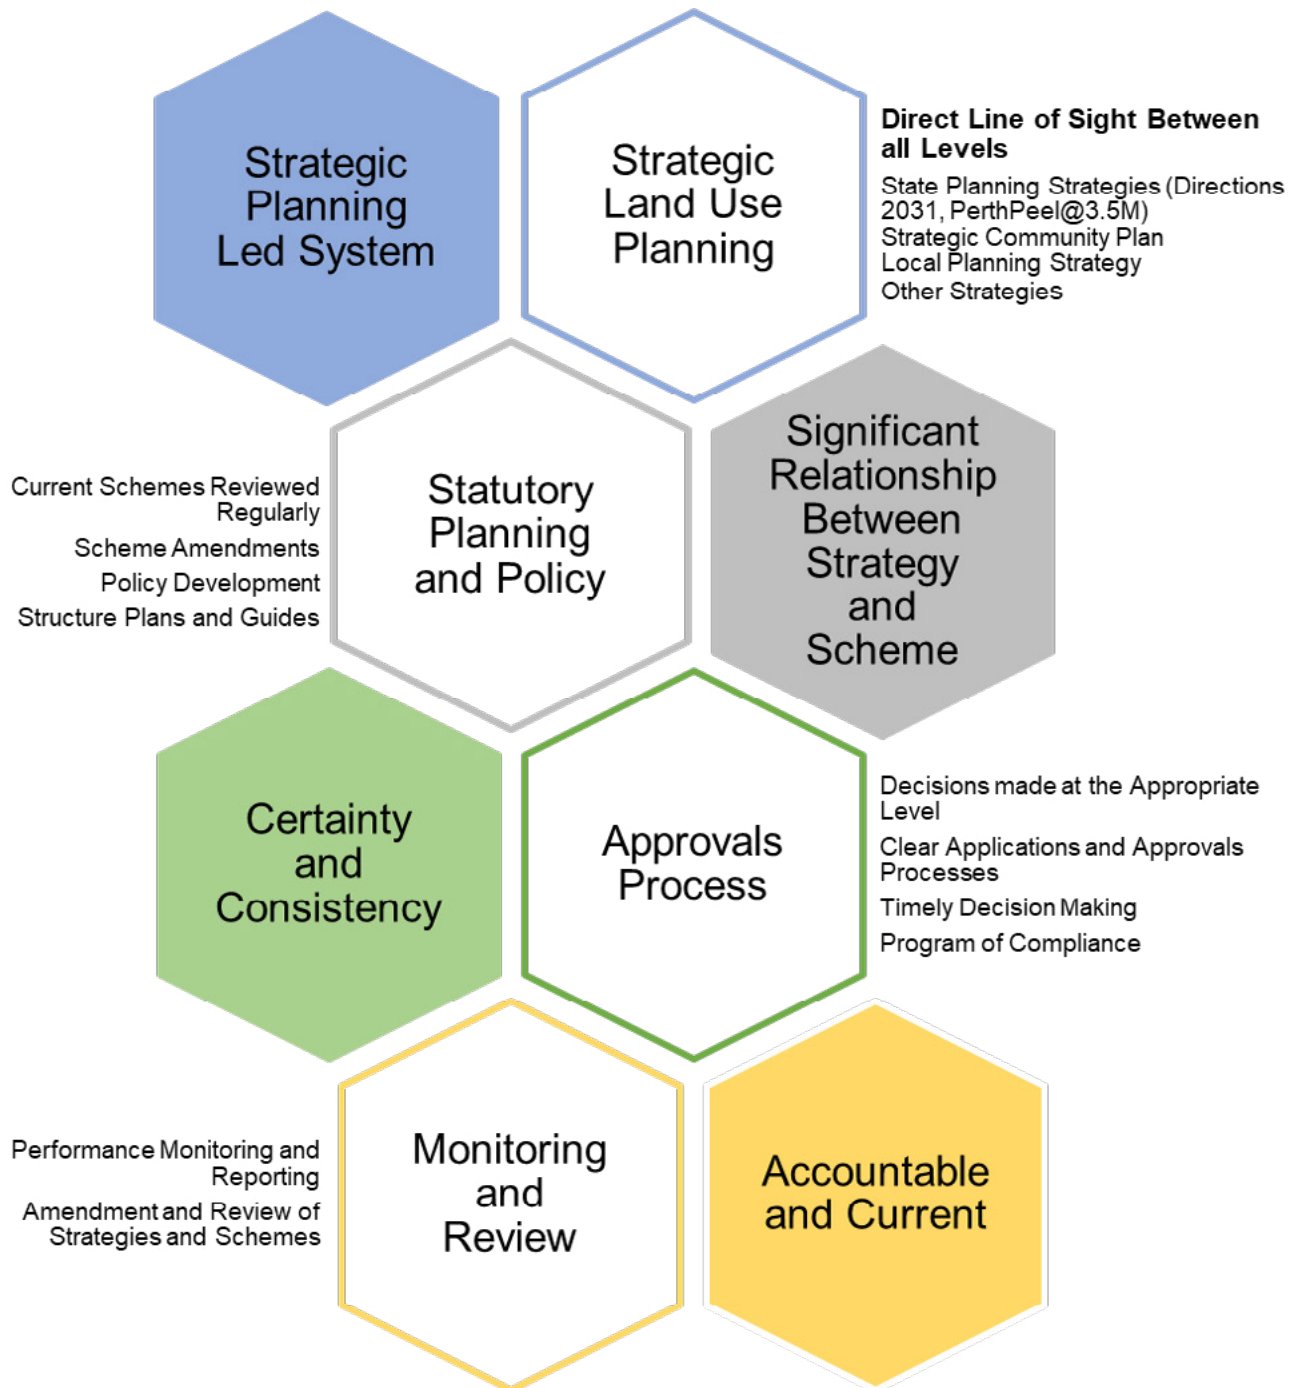 Strategic
Planning
Led System
Strategic
Land Use
Planning
Direct Line of Sight Between
all Levels
State Planning Strategies (Directions
2031, PerthPeel@3.5M)
Strategic Community Plan
Local Planning Strategy
Other Strategies
Current Schemes Reviewed
Regularly
Scheme Amendments
Policy Development
Structure Plans and Guides
Statutory
Planning
and Policy
Significant
Relationship
Between
Strategy
and
Scheme
Certainty
and
Consistency
Approvals
Process
Decisions made at the Appropriate
Level
Clear Applications and Approvals
Processes
Timely Decision Making
Program of Compliance
Performance Monitoring and
Reporting
Amendment and Review of
Strategies and Schemes
Monitoring
and
Review
Accountable
and Current